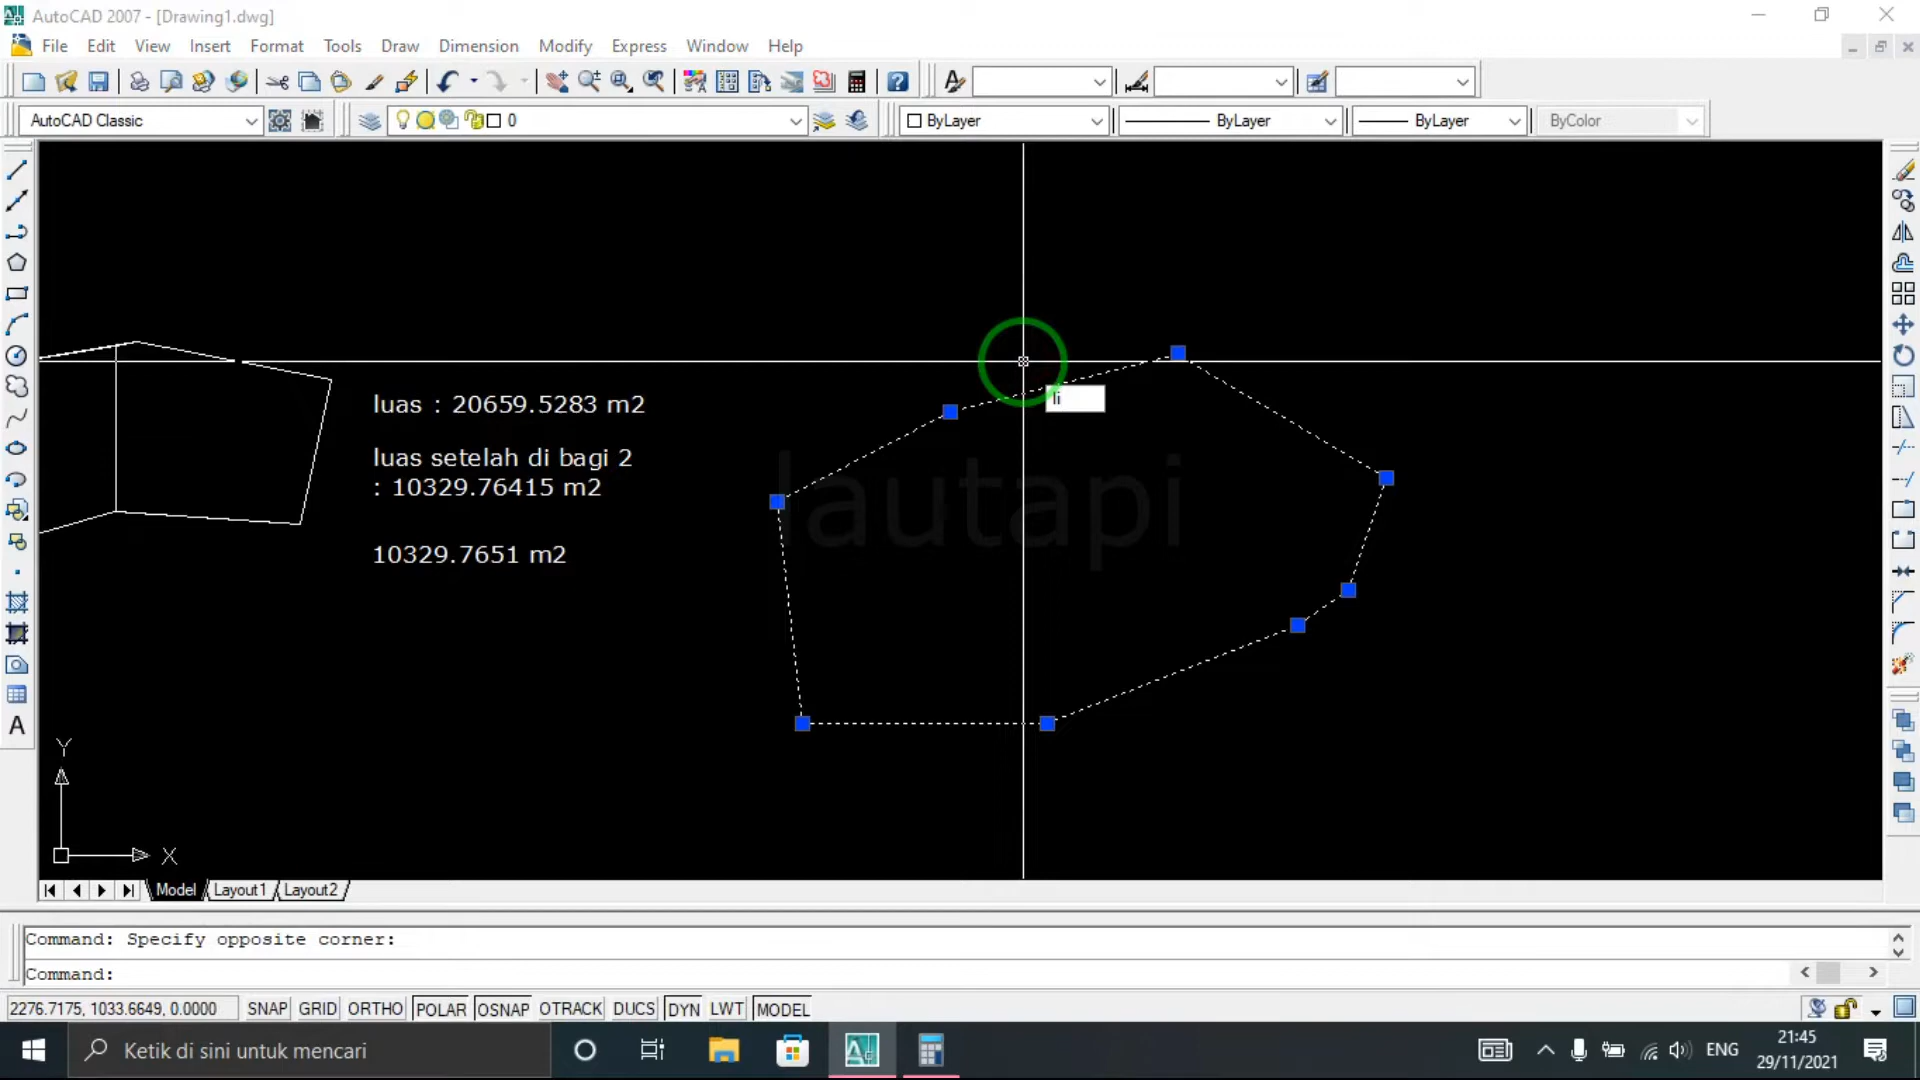 AutoCAD 2007 - [Drawing1.dwg]
File Edit View Insert Format Tools Draw Dimension Modify Express Window Help
AutoCAD Classic
0
ByLayer
ByLayer
ByLayer
ByColor
luas : 20659.5283 m2
luas setelah di bagi 2
: 10329.76415 m2
10329.7651 m2
li
lautapi
Y
X
Model Layout1 Layout2
Command: Specify opposite corner:
Command:
2276.7175, 1033.6649, 0.0000 SNAP GRID ORTHO POLAR OSNAP OTRACK DUCS DYN LWT MODEL
Ketik di sini untuk mencari
ENG
21:45
29/11/2021
A